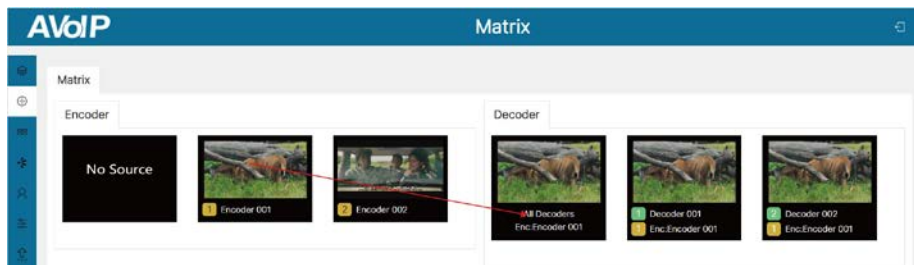 AVoIP
Matrix
Matrix
Encoder
Decoder
No Source
1 Encoder 001
2 Encoder 002
All Decoders
Enc:Encoder 001
1 Decoder 001
1 Enc:Encoder 001
2 Decoder 002
1 Enc:Encoder 001